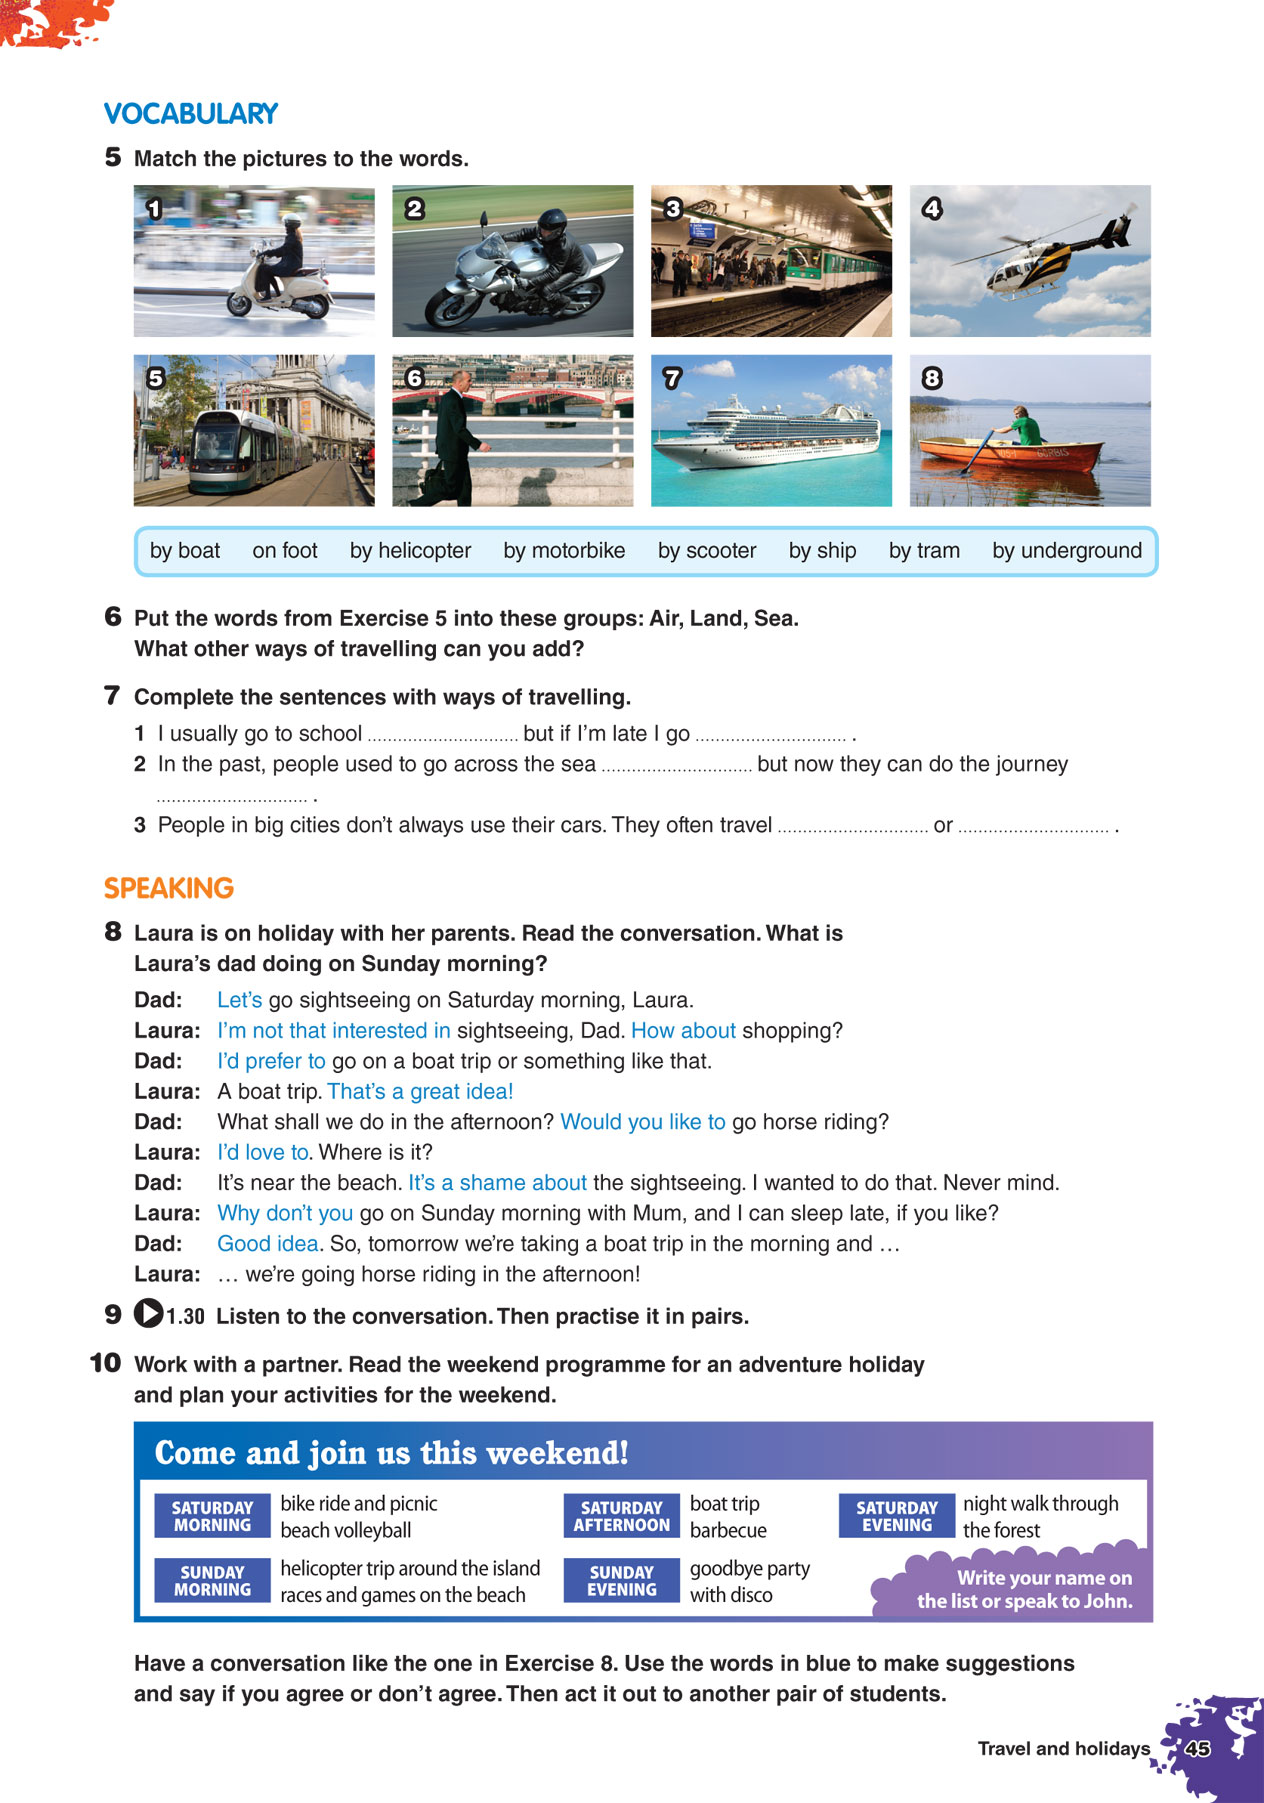 VOCABULARY
5 Match the pictures to the words.
1
2
3
4
5
6
7
8
by boat on foot by helicopter by motorbike by scooter by ship by tram by underground
6 Put the words from Exercise 5 into these groups: Air, Land, Sea.
What other ways of travelling can you add?
7 Complete the sentences with ways of travelling.
1 I usually go to school .............................. but if I’m late I go .............................. .
2 In the past, people used to go across the sea .............................. but now they can do the journey
.............................. .
3 People in big cities don’t always use their cars. They often travel .............................. or .............................. .
SPEAKING
8 Laura is on holiday with her parents. Read the conversation. What is
Laura’s dad doing on Sunday morning?
Dad: Let’s go sightseeing on Saturday morning, Laura.
Laura: I’m not that interested in sightseeing, Dad. How about shopping?
Dad: I’d prefer to go on a boat trip or something like that.
Laura: A boat trip. That’s a great idea!
Dad: What shall we do in the afternoon? Would you like to go horse riding?
Laura: I’d love to. Where is it?
Dad: It’s near the beach. It’s a shame about the sightseeing. I wanted to do that. Never mind.
Laura: Why don’t you go on Sunday morning with Mum, and I can sleep late, if you like?
Dad: Good idea. So, tomorrow we’re taking a boat trip in the morning and …
Laura: … we’re going horse riding in the afternoon!
9 1.30 Listen to the conversation. Then practise it in pairs.
10 Work with a partner. Read the weekend programme for an adventure holiday
and plan your activities for the weekend.
Come and join us this weekend!
SATURDAY
MORNING
bike ride and picnic
beach volleyball
SATURDAY
AFTERNOON
boat trip
barbecue
SATURDAY
EVENING
night walk through
the forest
SUNDAY
MORNING
helicopter trip around the island
races and games on the beach
SUNDAY
EVENING
goodbye party
with disco
Write your name on
the list or speak to John.
Have a conversation like the one in Exercise 8. Use the words in blue to make suggestions
and say if you agree or don’t agree. Then act it out to another pair of students.
Travel and holidays 45